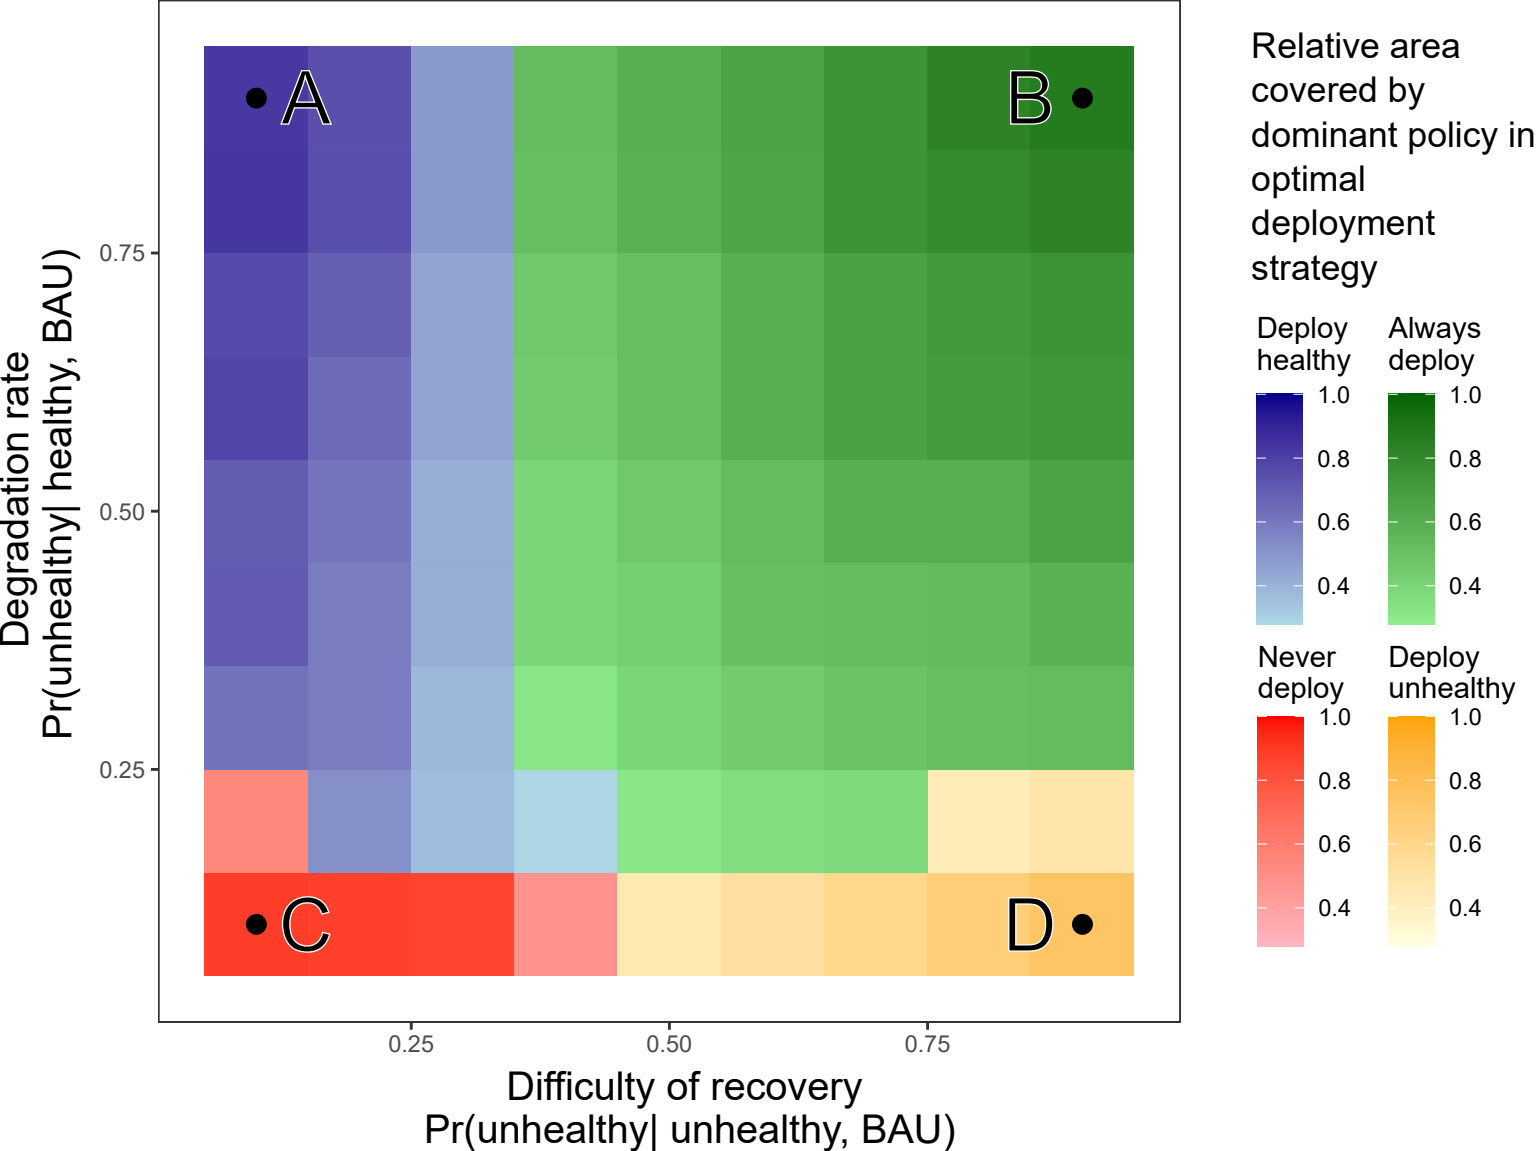 A
B
C
D
0.75
0.50
0.25
Degradation rate
Pr(unhealthy| healthy, BAU)
0.25
0.50
0.75
Difficulty of recovery
Pr(unhealthy| unhealthy, BAU)
Relative area
covered by
dominant policy in
optimal
deployment
strategy
Deploy
healthy
1.0
0.8
0.6
0.4
Always
deploy
1.0
0.8
0.6
0.4
Never
deploy
1.0
0.8
0.6
0.4
Deploy
unhealthy
1.0
0.8
0.6
0.4